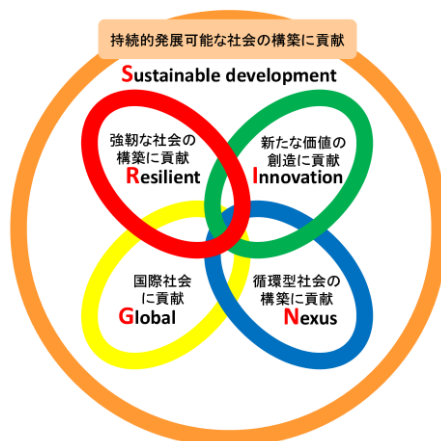 持続的発展可能な社会の構築に貢献
Sustainable development
強靭な社会の
構築に貢献
Resilient
新たな価値の
創造に貢献
Innovation
国際社会
に貢献
Global
循環型社会の
構築に貢献
Nexus